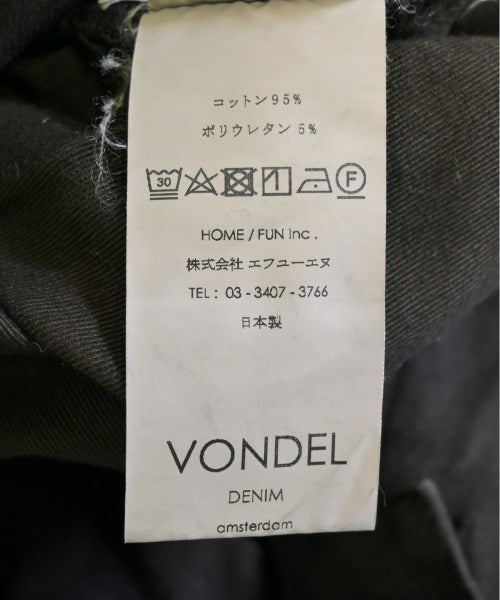 コットン95%
ポリウレタン5%
30 F
HOME / FUN Inc .
株式会社 エフユーエヌ
TEL : 03 - 3407 - 3766
日本製
VONDEL
DENIM
amsterdam